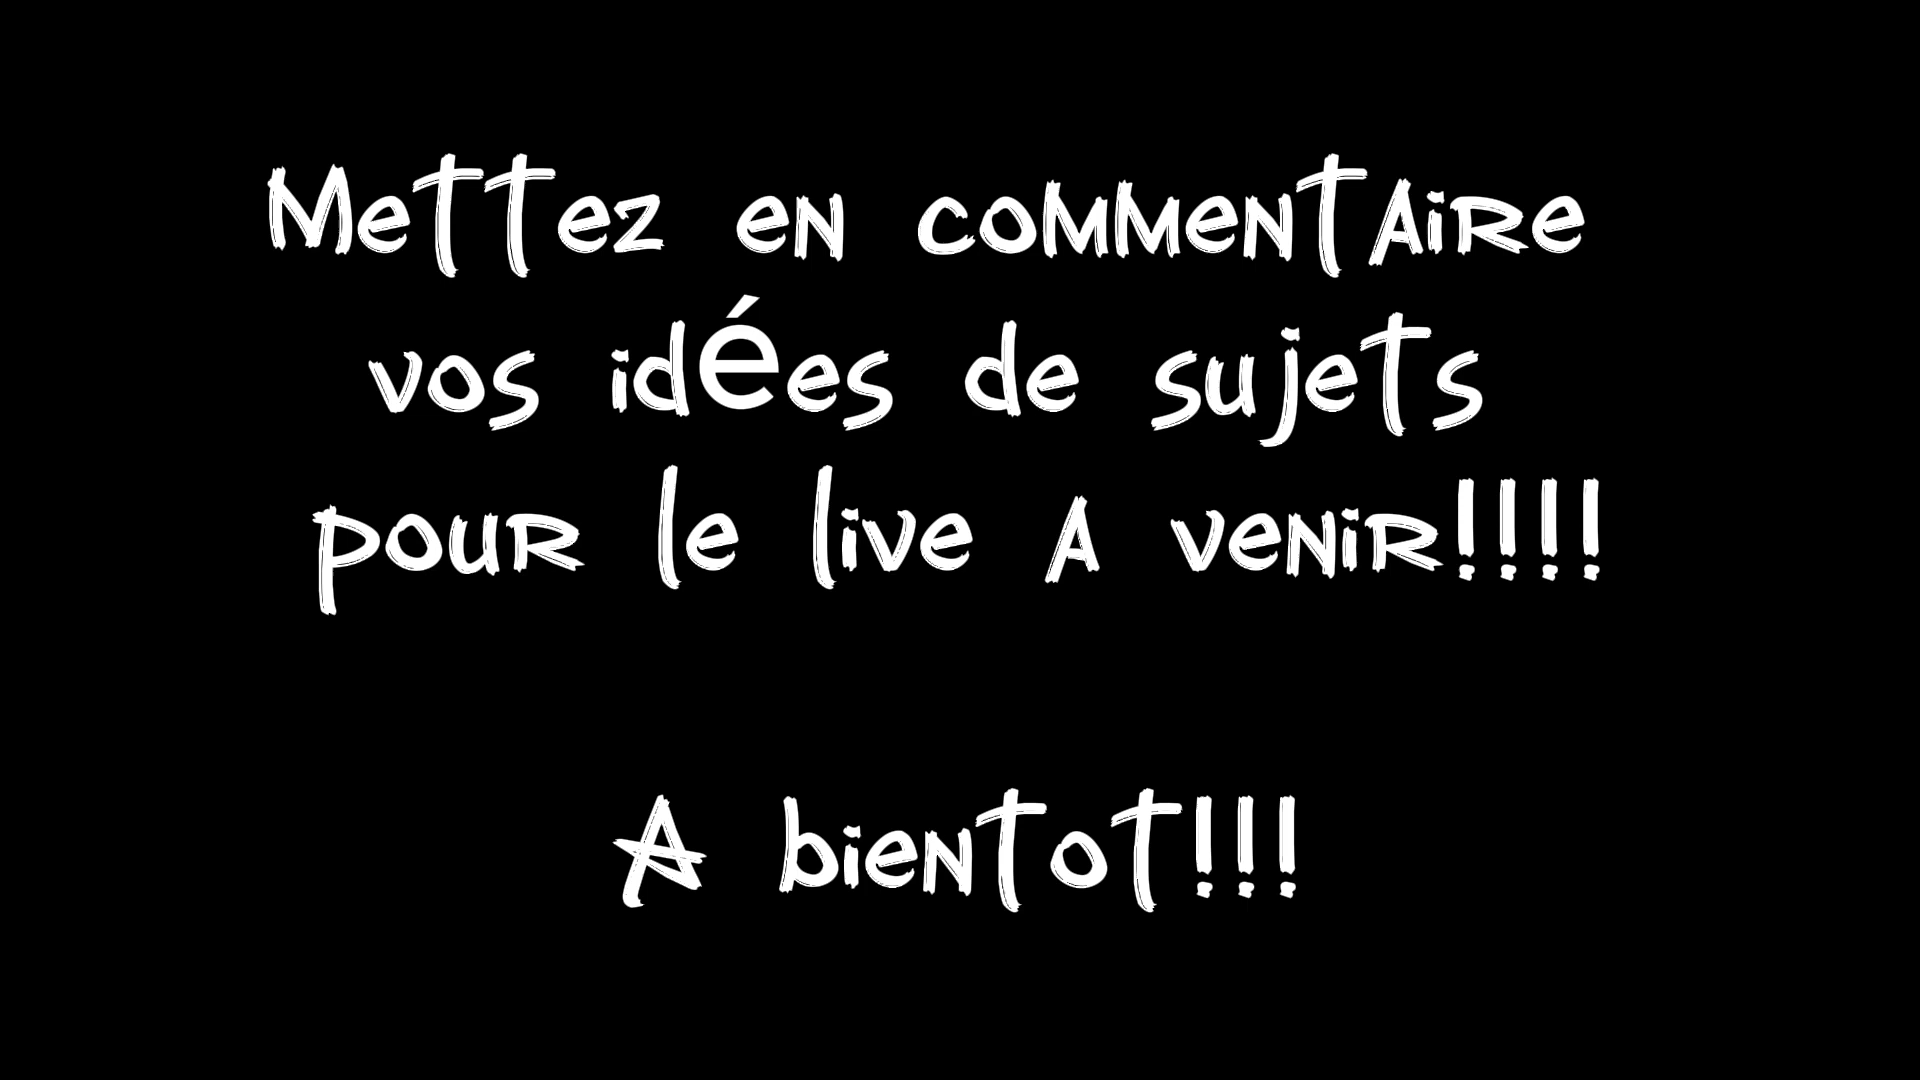 Mettez en commentaire
vos idées de sujets
pour le live a venir!!!!
A bientot!!!